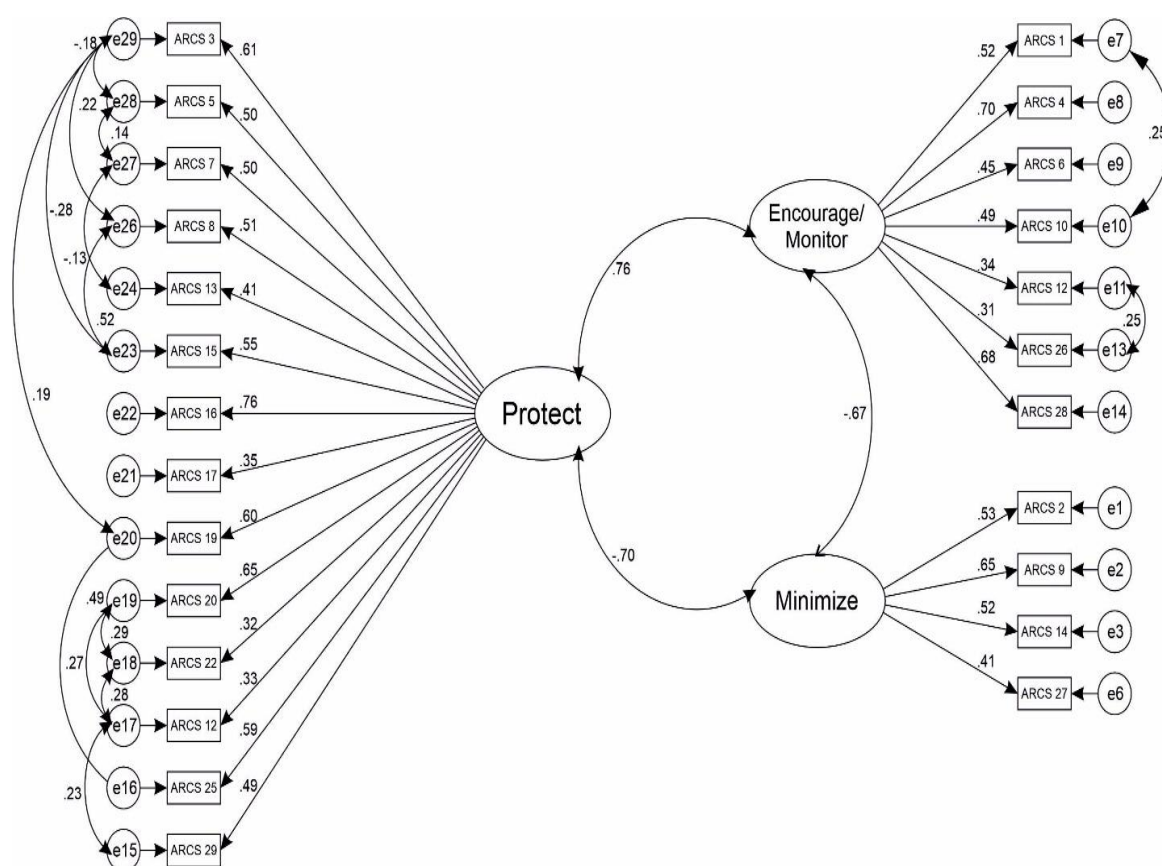 e29 ARCS 3 .61
-.18
e28 ARCS 5 .50
.22
.14
e27 ARCS 7 .50
-.28
e26 ARCS 8 .51
-.13
e24 ARCS 13 .41
.52
e23 ARCS 15 .55
.19
e22 ARCS 16 .76
e21 ARCS 17 .35
e20 ARCS 19 .60
e19 ARCS 20 .65
.49
.29
e18 ARCS 22 .32
.27
.28
e17 ARCS 12 .33
e16 ARCS 25 .59
.23
e15 ARCS 29 .49
Protect
.76
-.67
-.70
Encourage/
Monitor
.52 ARCS 1 e7
.70 ARCS 4 e8
.25
.45 ARCS 6 e9
.49 ARCS 10 e10
.34 ARCS 12 e11
.31 ARCS 26 e13
.25
.68 ARCS 28 e14
Minimize
.53 ARCS 2 e1
.65 ARCS 9 e2
.52 ARCS 14 e3
.41 ARCS 27 e6